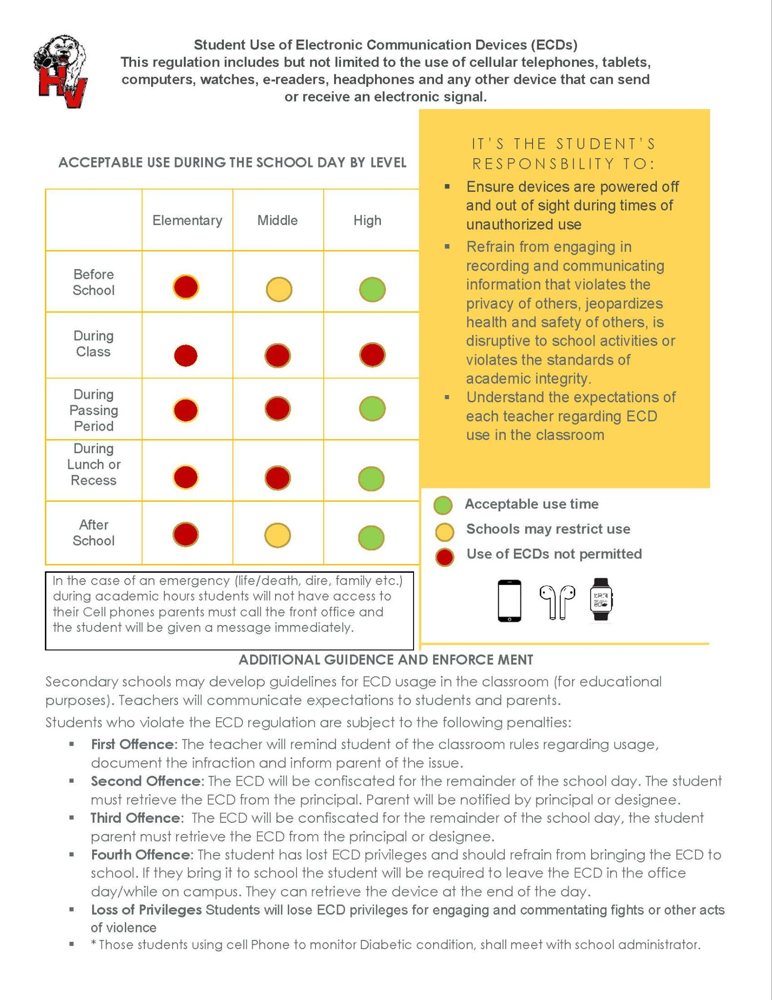 HV
Student Use of Electronic Communication Devices (ECDs)
This regulation includes but not limited to the use of cellular telephones, tablets,
computers, watches, e-readers, headphones and any other device that can send
or receive an electronic signal.
ACCEPTABLE USE DURING THE SCHOOL DAY BY LEVEL
Elementary
Middle
High
Before
School
During
Class
During
Passing
Period
During
Lunch or
Recess
After
School
IT'S THE STUDENT'S
RESPONSBILITY TO:
▪ Ensure devices are powered off
and out of sight during times of
unauthorized use
▪ Refrain from engaging in
recording and communicating
information that violates the
privacy of others, jeopardizes
health and safety of others, is
disruptive to school activities or
violates the standards of
academic integrity.
▪ Understand the expectations of
each teacher regarding ECD
use in the classroom
Acceptable use time
Schools may restrict use
Use of ECDs not permitted
1:23
20
In the case of an emergency (life/death, dire, family etc.)
during academic hours students will not have access to
their Cell phones parents must call the front office and
the student will be given a message immediately.
ADDITIONAL GUIDENCE AND ENFORCE MENT
Secondary schools may develop guidelines for ECD usage in the classroom (for educational
purposes). Teachers will communicate expectations to students and parents.
Students who violate the ECD regulation are subject to the following penalties:
▪ First Offence: The teacher will remind student of the classroom rules regarding usage,
document the infraction and inform parent of the issue.
▪ Second Offence: The ECD will be confiscated for the remainder of the school day. The student
must retrieve the ECD from the principal. Parent will be notified by principal or designee.
▪ Third Offence: The ECD will be confiscated for the remainder of the school day, the student
parent must retrieve the ECD from the principal or designee.
▪ Fourth Offence: The student has lost ECD privileges and should refrain from bringing the ECD to
school. If they bring it to school the student will be required to leave the ECD in the office
day/while on campus. They can retrieve the device at the end of the day.
▪ Loss of Privileges Students will lose ECD privileges for engaging and commentating fights or other acts
of violence
▪ * Those students using cell Phone to monitor Diabetic condition, shall meet with school administrator.